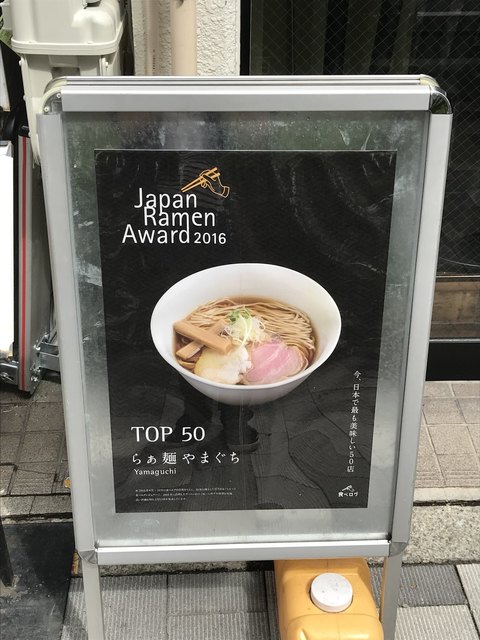 Japan
Ramen
Award 2016
今、日本で最も美味しい50店
TOP 50
らぁ麺 やまぐち
Yamaguchi
食べログ